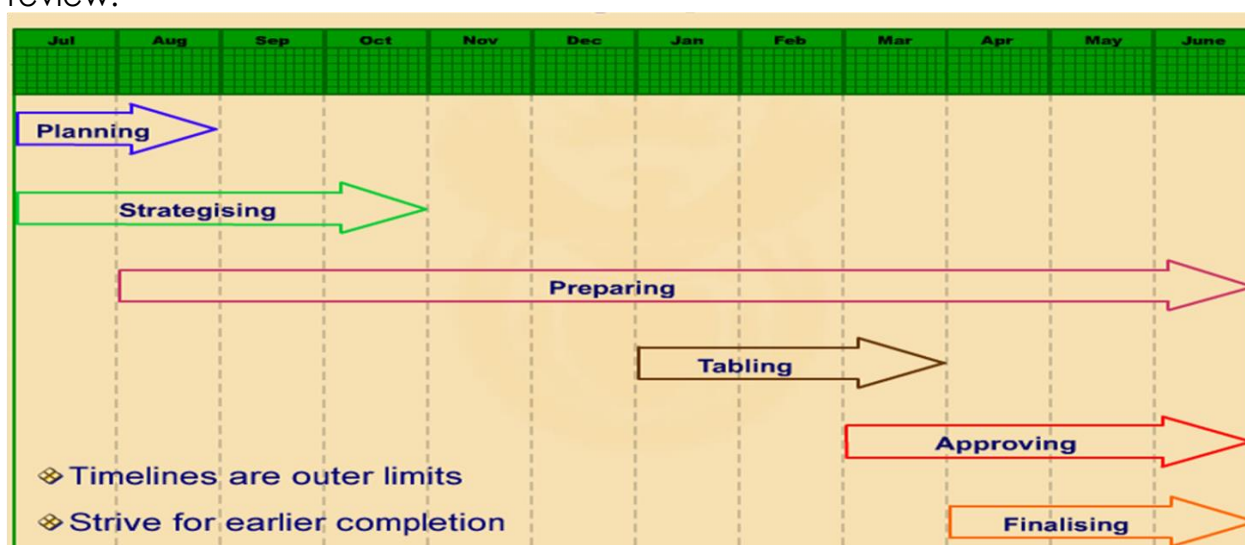 review.
Jul Aug Sep Oct Nov Dec Jan Feb Mar Apr May June
Planning
Strategising
Preparing
Tabling
Approving
Timelines are outer limits
Strive for earlier completion
Finalising